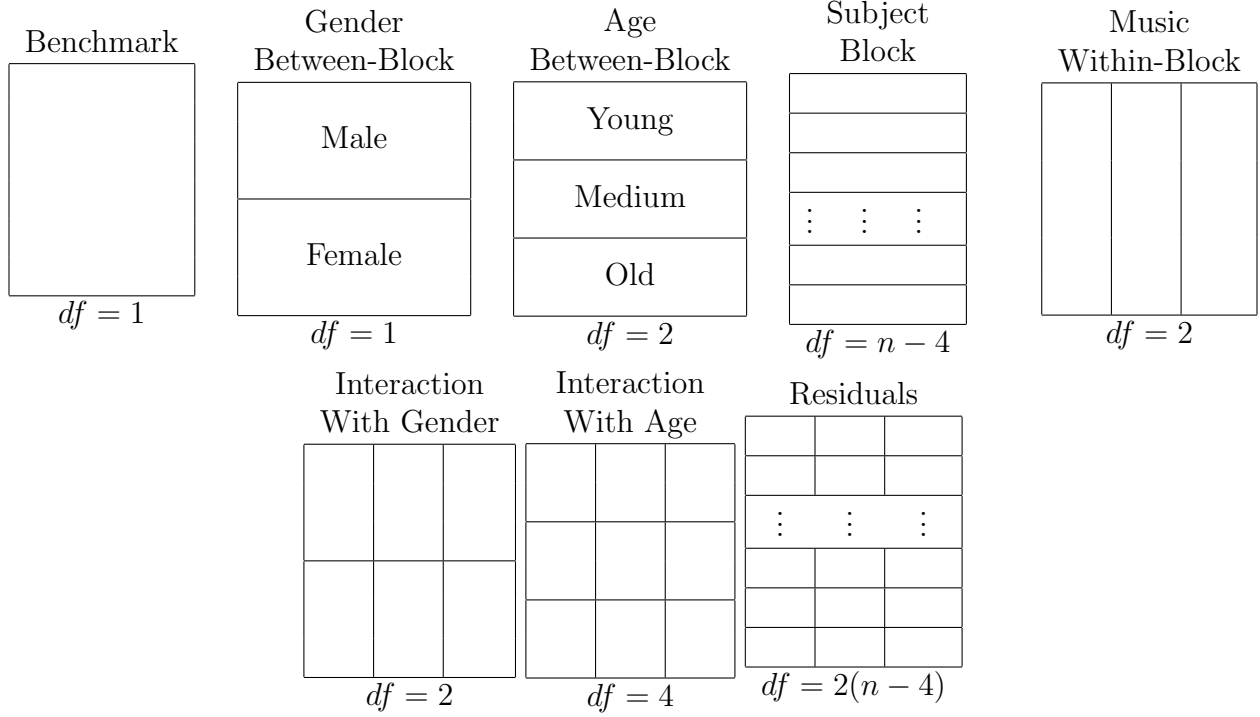 Benchmark
df = 1
Gender
Between-Block
Male
Female
df = 1
Age
Between-Block
Young
Medium
Old
df = 2
Subject
Block
⋮ ⋮ ⋮
df = n − 4
Music
Within-Block
df = 2
Interaction
With Gender
df = 2
Interaction
With Age
df = 4
Residuals
⋮ ⋮ ⋮
df = 2(n − 4)